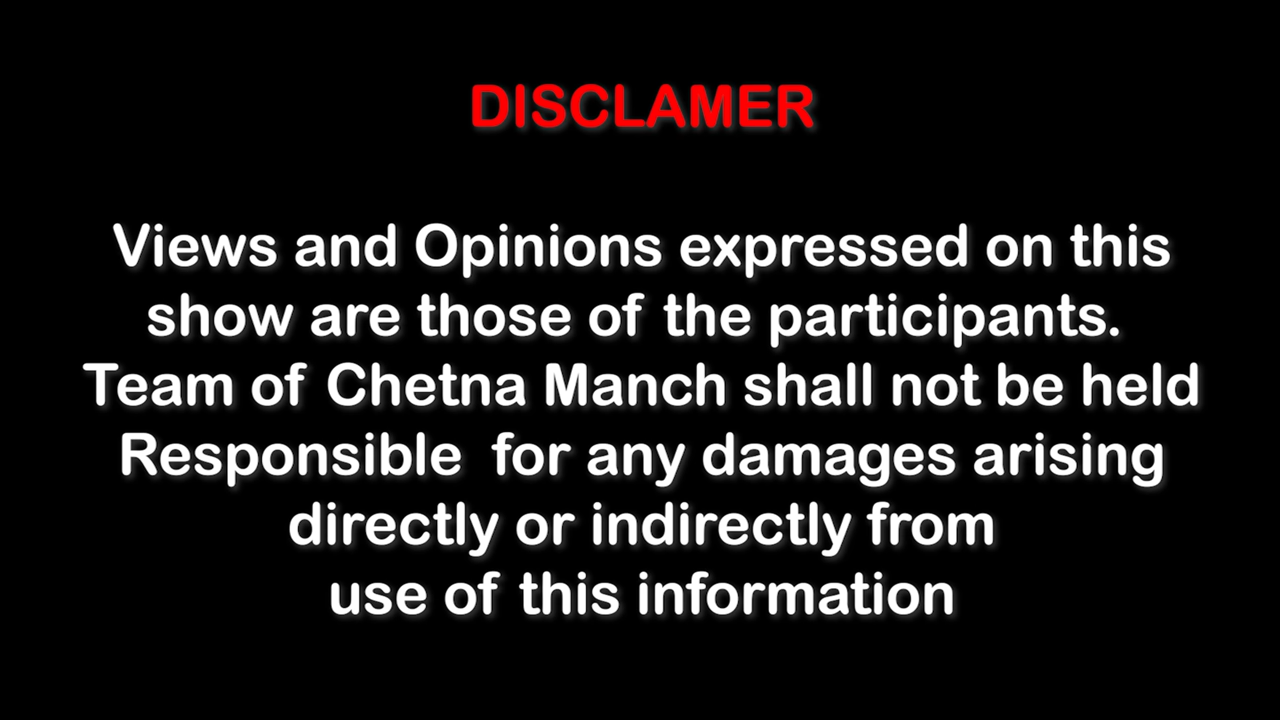 DISCLAMER
Views and Opinions expressed on this
show are those of the participants.
Team of Chetna Manch shall not be held
Responsible for any damages arising
directly or indirectly from
use of this information